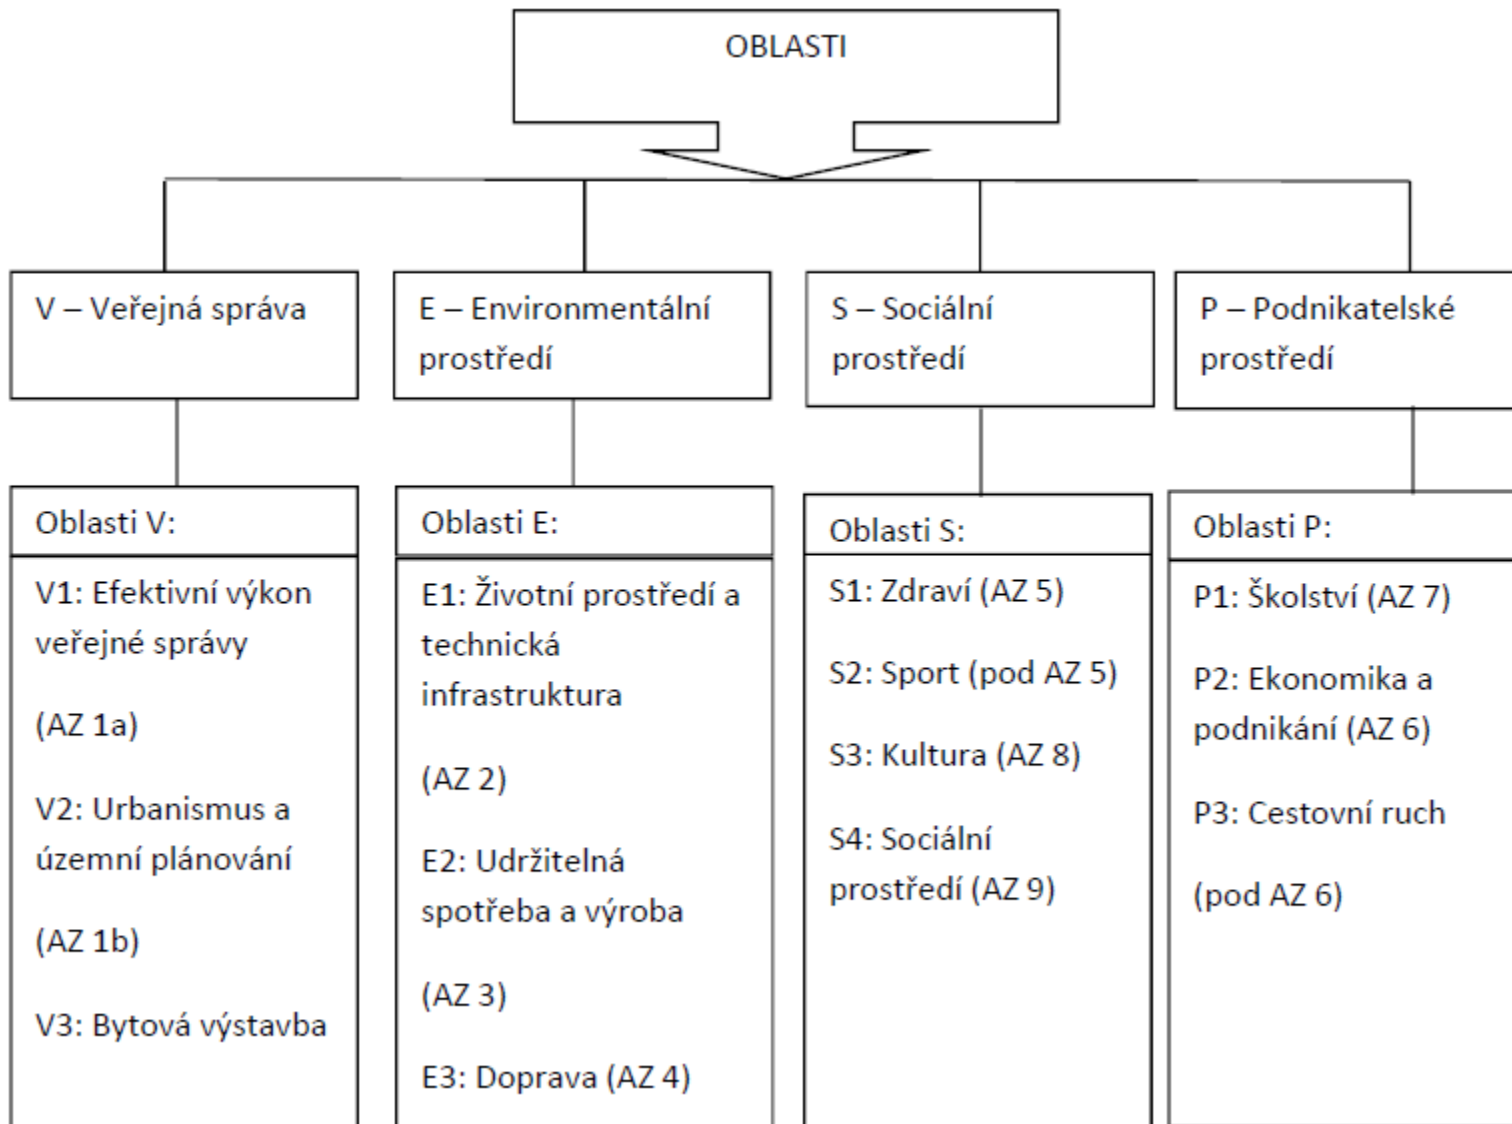 OBLASTI
V – Veřejná správa
E – Environmentální
prostředí
S – Sociální
prostředí
P – Podnikatelské
prostředí
Oblasti V:
V1: Efektivní výkon
veřejné správy
(AZ 1a)
V2: Urbanismus a
územní plánování
(AZ 1b)
V3: Bytová výstavba
Oblasti E:
E1: Životní prostředí a
technická
infrastruktura
(AZ 2)
E2: Udržitelná
spotřeba a výroba
(AZ 3)
E3: Doprava (AZ 4)
Oblasti S:
S1: Zdraví (AZ 5)
S2: Sport (pod AZ 5)
S3: Kultura (AZ 8)
S4: Sociální
prostředí (AZ 9)
Oblasti P:
P1: Školství (AZ 7)
P2: Ekonomika a
podnikání (AZ 6)
P3: Cestovní ruch
(pod AZ 6)